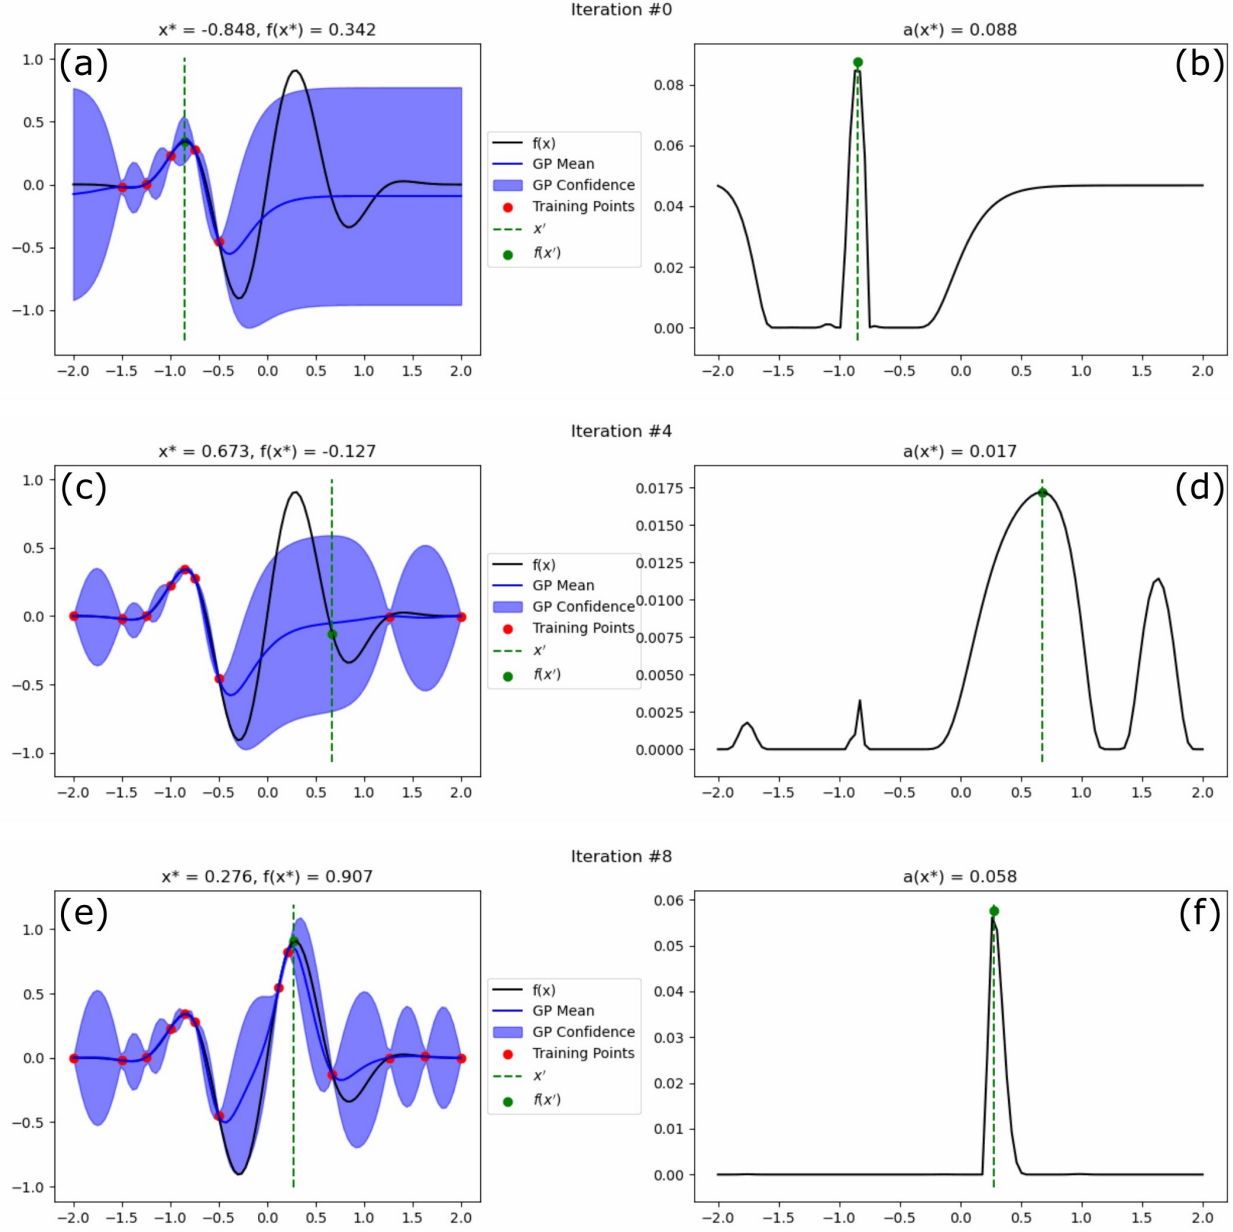 Iteration #0
x* = -0.848, f(x*) = 0.342
a(x*) = 0.088
(a)
(b)
1.0
0.5
0.0
−0.5
−1.0
−2.0 −1.5 −1.0 −0.5 0.0 0.5 1.0 1.5 2.0
f(x)
GP Mean
GP Confidence
Training Points
x′
f(x′)
0.08
0.06
0.04
0.02
0.00
−2.0 −1.5 −1.0 −0.5 0.0 0.5 1.0 1.5 2.0
Iteration #4
x* = 0.673, f(x*) = -0.127
a(x*) = 0.017
(c)
(d)
1.0
0.5
0.0
−0.5
−1.0
−2.0 −1.5 −1.0 −0.5 0.0 0.5 1.0 1.5 2.0
f(x)
GP Mean
GP Confidence
Training Points
x′
f(x′)
0.0175
0.0150
0.0125
0.0100
0.0075
0.0050
0.0025
0.0000
−2.0 −1.5 −1.0 −0.5 0.0 0.5 1.0 1.5 2.0
Iteration #8
x* = 0.276, f(x*) = 0.907
a(x*) = 0.058
(e)
(f)
1.0
0.5
0.0
−0.5
−1.0
−2.0 −1.5 −1.0 −0.5 0.0 0.5 1.0 1.5 2.0
f(x)
GP Mean
GP Confidence
Training Points
x′
f(x′)
0.06
0.05
0.04
0.03
0.02
0.01
0.00
−2.0 −1.5 −1.0 −0.5 0.0 0.5 1.0 1.5 2.0